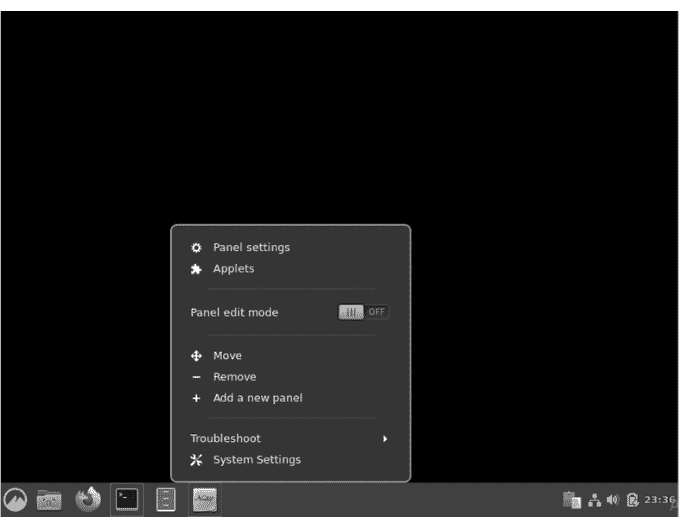 Panel settings
Applets
Panel edit mode
OFF
Move
Remove
Add a new panel
Troubleshoot
System Settings
23:36